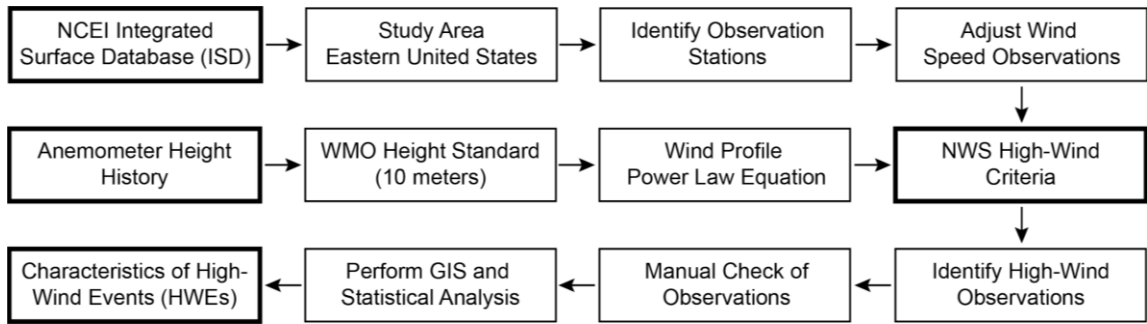 NCEI Integrated
Surface Database (ISD)
Study Area
Eastern United States
Identify Observation
Stations
Adjust Wind
Speed Observations
Anemometer Height
History
WMO Height Standard
(10 meters)
Wind Profile
Power Law Equation
NWS High-Wind
Criteria
Characteristics of High-
Wind Events (HWEs)
Perform GIS and
Statistical Analysis
Manual Check of
Observations
Identify High-Wind
Observations